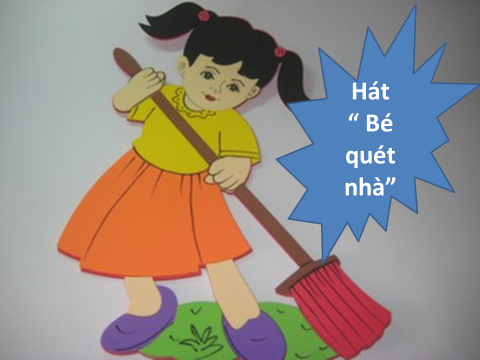 Hát
“ Bé
quét
nhà”